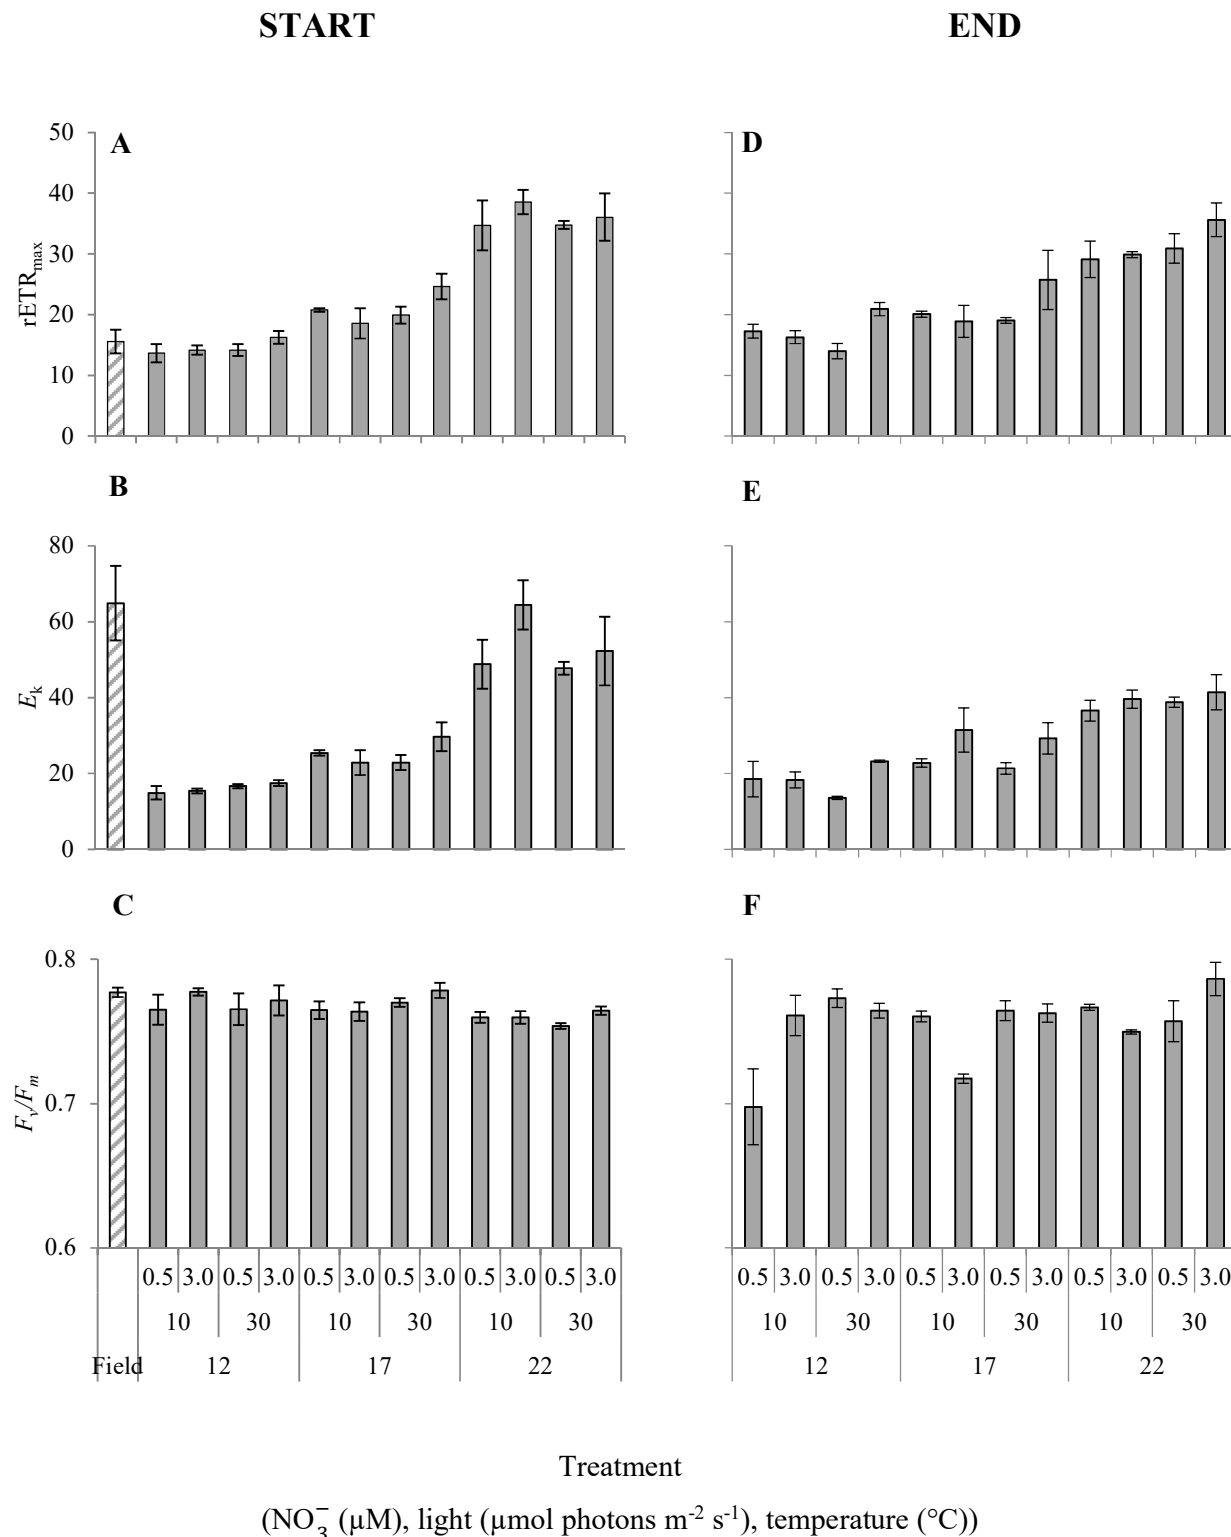 START
END
A
50
40
30
20
10
0
rETRmax
D
B
80
60
40
20
0
Ek
E
C
0.8
0.7
0.6
Fv/Fm
F
0.5 3.0 0.5 3.0 0.5 3.0 0.5 3.0 0.5 3.0 0.5 3.0
10 30 10 30 10 30
Field 12 17 22
0.5 3.0 0.5 3.0 0.5 3.0 0.5 3.0 0.5 3.0 0.5 3.0
10 30 10 30 10 30
12 17 22
Treatment
(NO₃⁻ (μM), light (μmol photons m⁻² s⁻¹), temperature (°C))